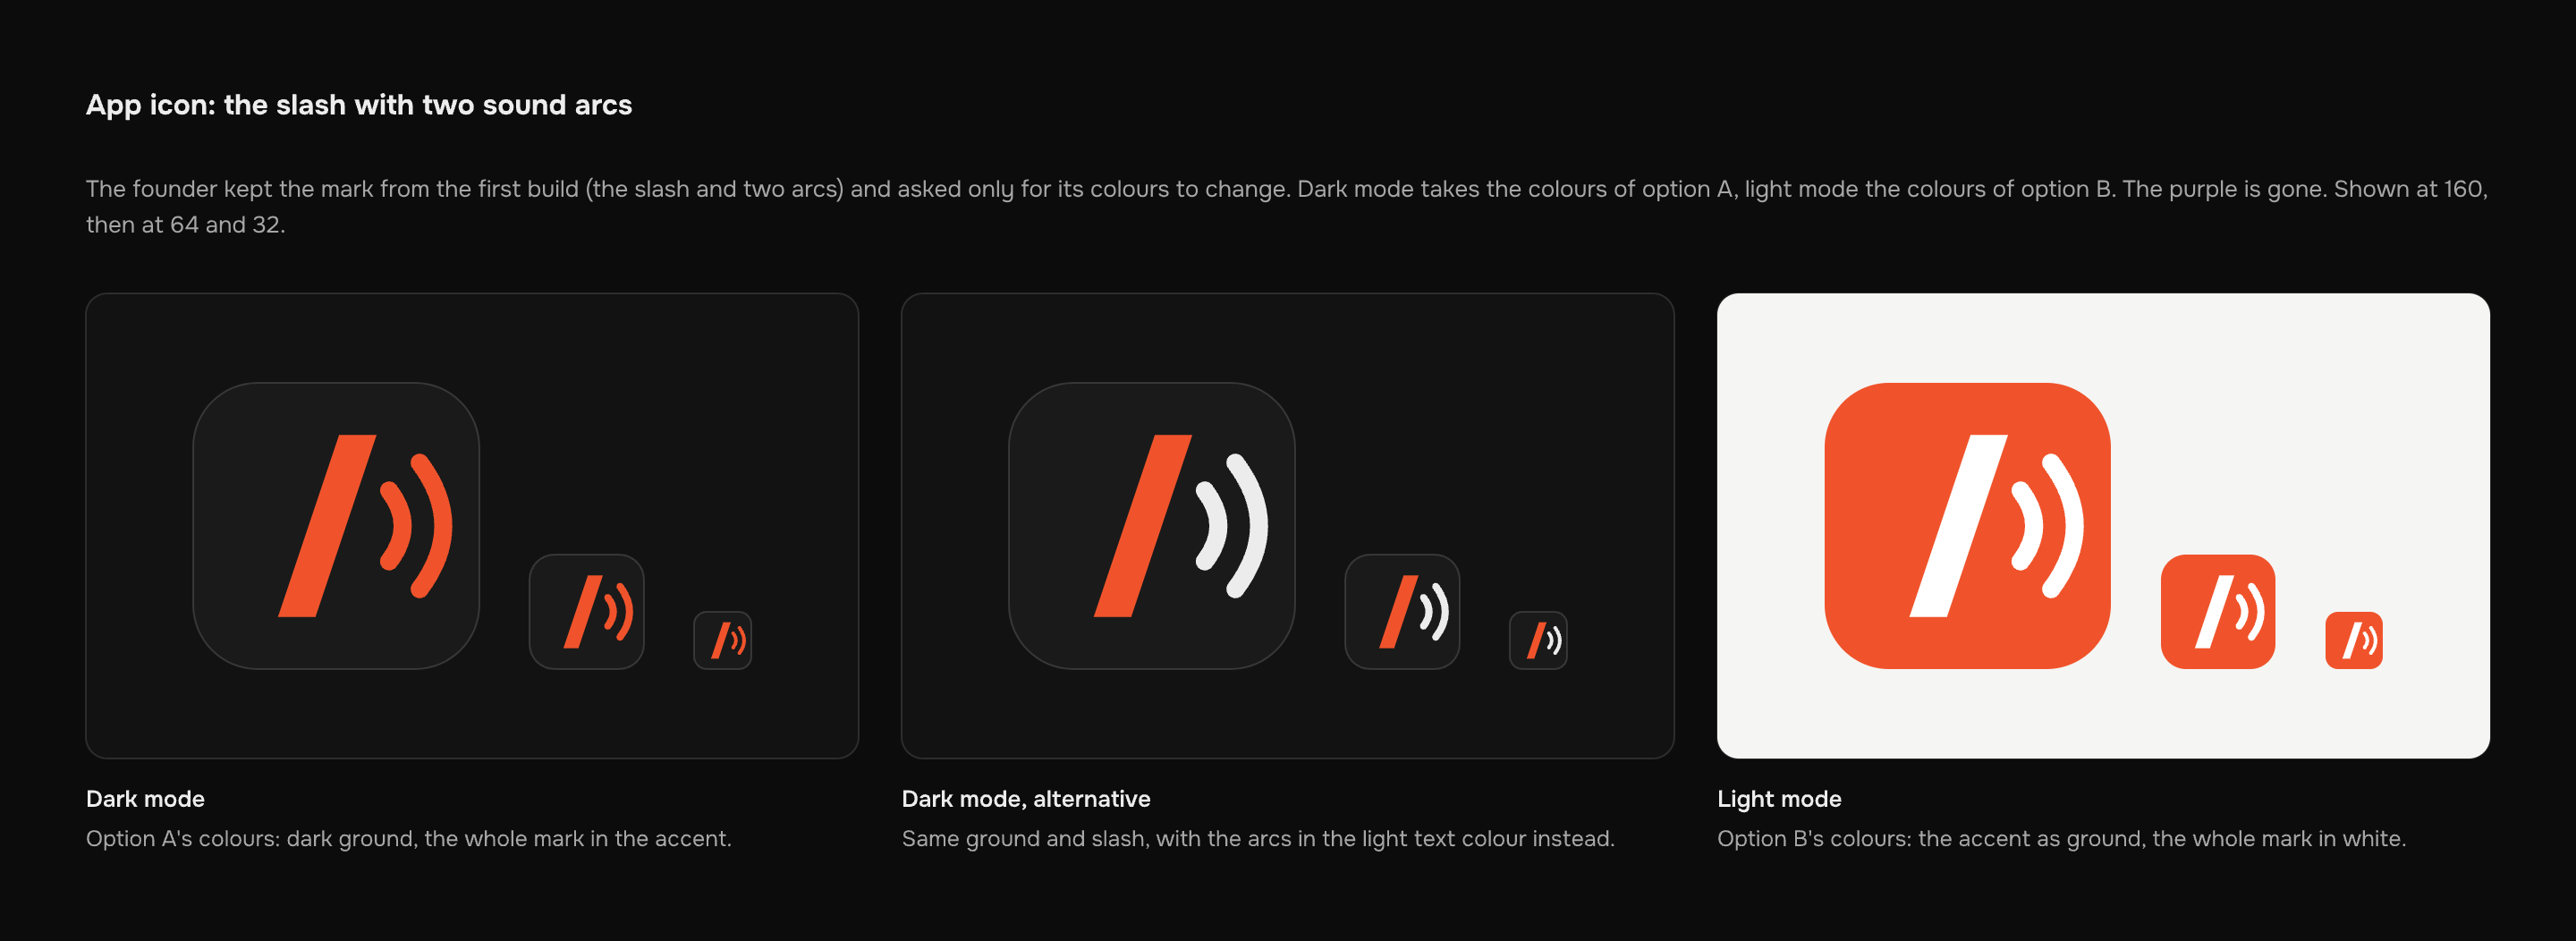 App icon: the slash with two sound arcs
The founder kept the mark from the first build (the slash and two arcs) and asked only for its colours to change. Dark mode takes the colours of option A, light mode the colours of option B. The purple is gone. Shown at 160,
then at 64 and 32.
Dark mode
Option A's colours: dark ground, the whole mark in the accent.
Dark mode, alternative
Same ground and slash, with the arcs in the light text colour instead.
Light mode
Option B's colours: the accent as ground, the whole mark in white.